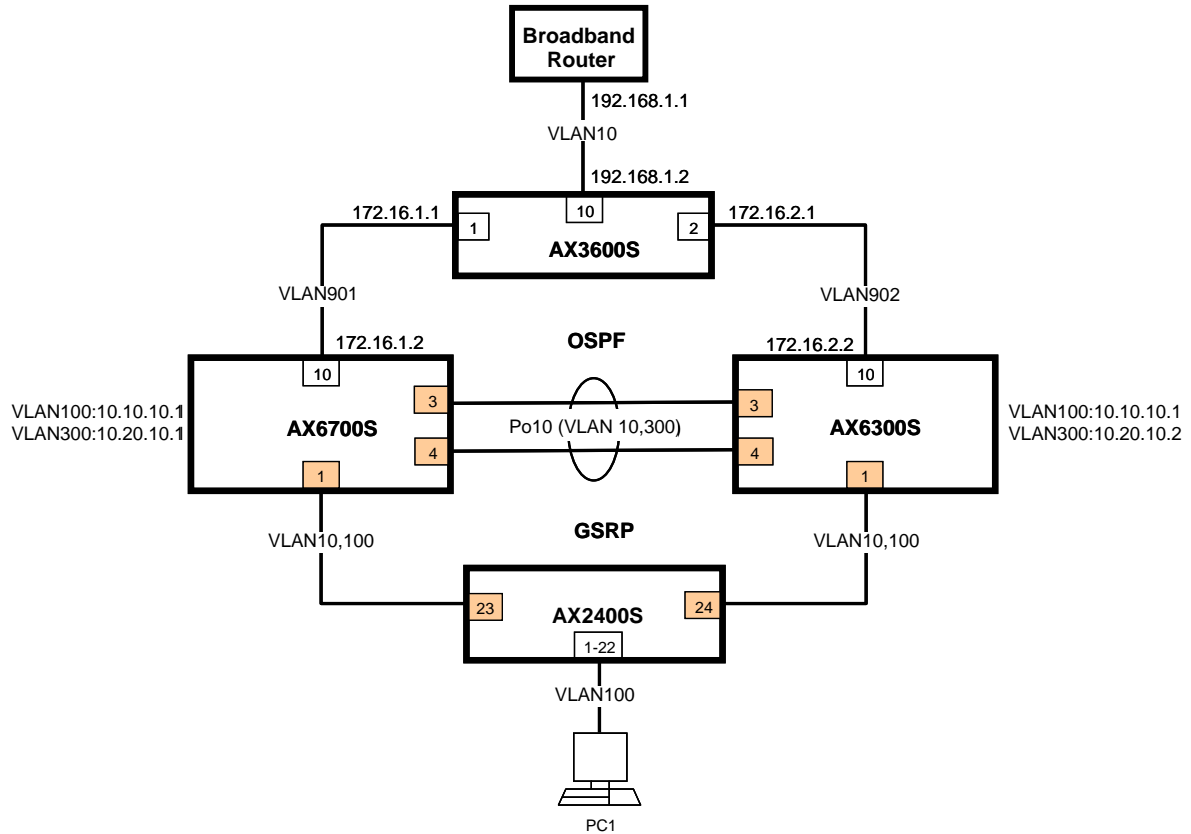 Broadband
Router
192.168.1.1
VLAN10
192.168.1.2
172.16.1.1
1
10
2
172.16.2.1
AX3600S
VLAN901
VLAN902
172.16.1.2
OSPF
172.16.2.2
10
10
3
3
VLAN100:10.10.10.1
VLAN300:10.20.10.1
AX6700S
Po10 (VLAN 10,300)
AX6300S
VLAN100:10.10.10.1
VLAN300:10.20.10.2
4
4
1
1
VLAN10,100
GSRP
VLAN10,100
23
AX2400S
24
1-22
VLAN100
PC1